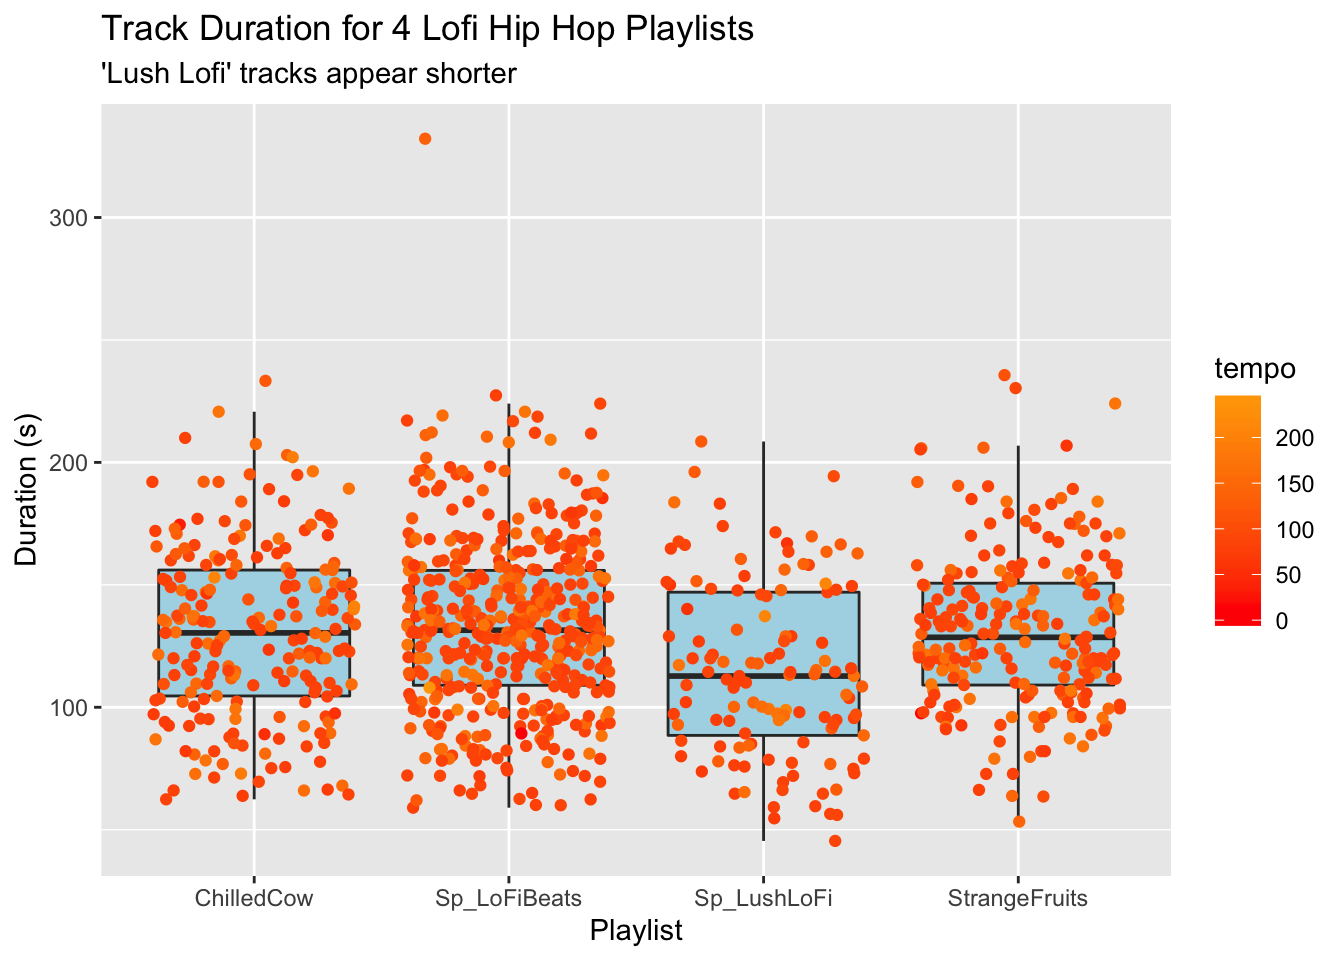 Track Duration for 4 Lofi Hip Hop Playlists
'Lush Lofi' tracks appear shorter
Duration (s)
300
200
100
ChilledCow
Sp_LoFiBeats
Sp_LushLoFi
StrangeFruits
Playlist
tempo
200
150
100
50
0